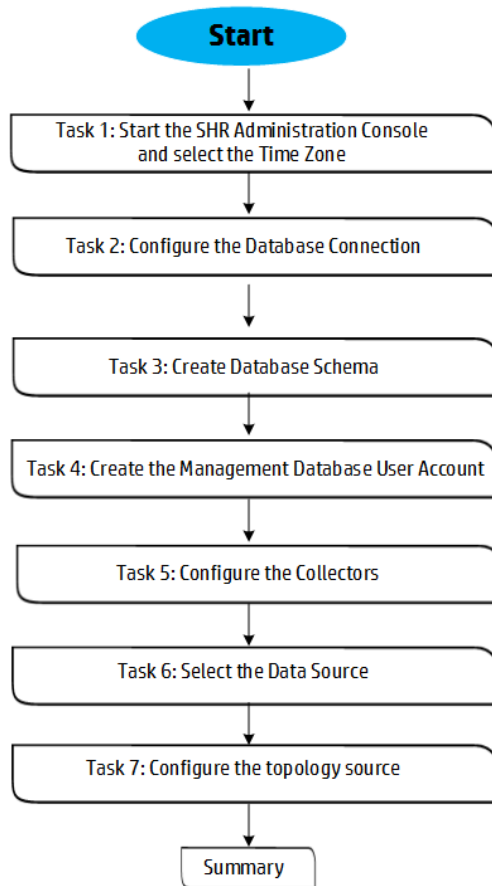 Start
Task 1: Start the SHR Administration Console
and select the Time Zone
Task 2: Configure the Database Connection
Task 3: Create Database Schema
Task 4: Create the Management Database User Account
Task 5: Configure the Collectors
Task 6: Select the Data Source
Task 7: Configure the topology source
Summary